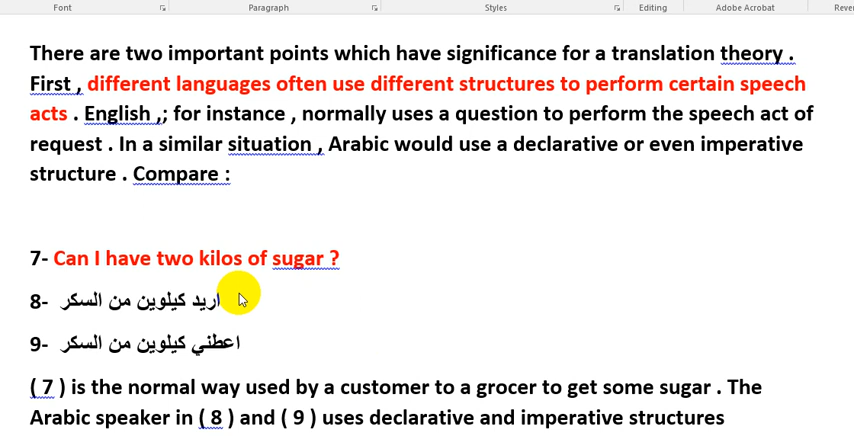 Font Paragraph Styles Editing Adobe Acrobat
There are two important points which have significance for a translation theory .
First , different languages often use different structures to perform certain speech
acts . English ,; for instance , normally uses a question to perform the speech act of
request . In a similar situation , Arabic would use a declarative or even imperative
structure . Compare :
7- Can I have two kilos of sugar ?
8- اريد كيلوين من السكر
9- اعطني كيلوين من السكر
( 7 ) is the normal way used by a customer to a grocer to get some sugar . The
Arabic speaker in ( 8 ) and ( 9 ) uses declarative and imperative structures